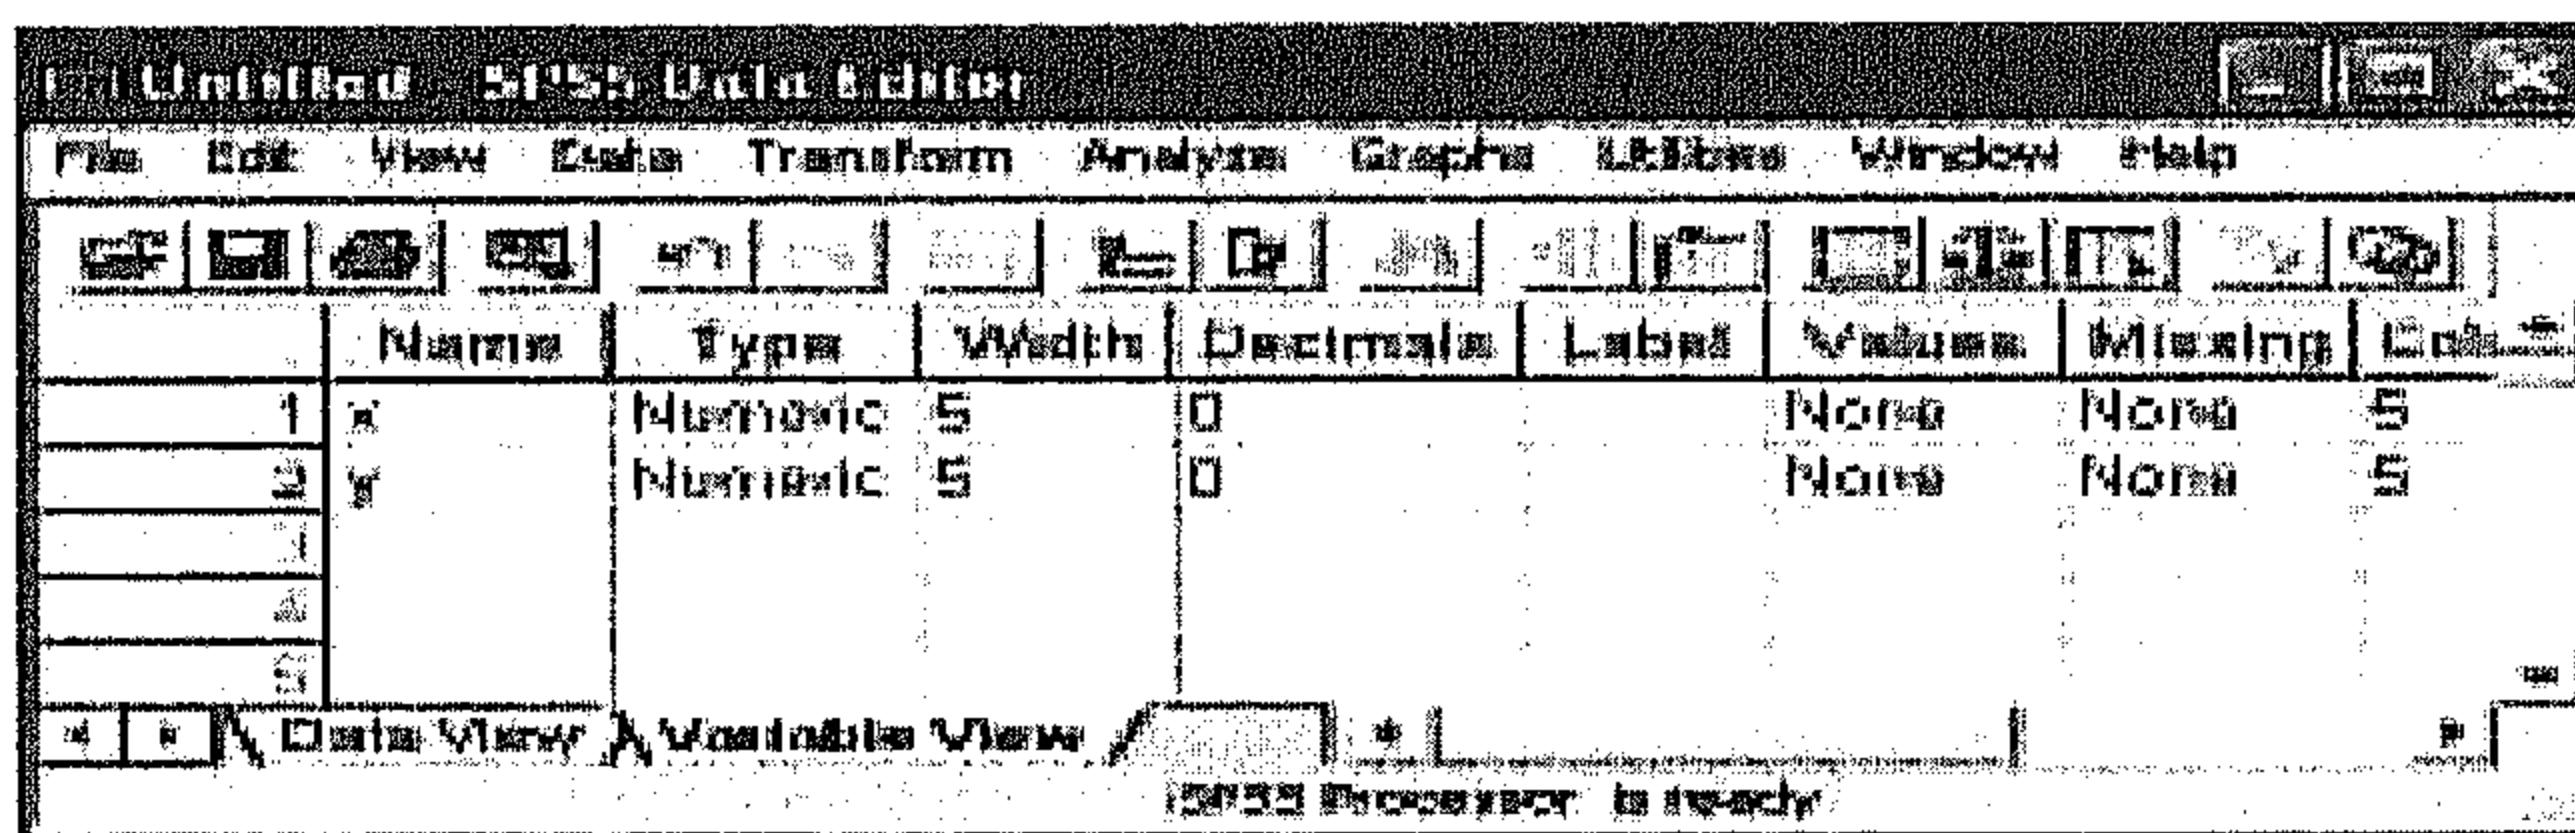 Untitled - SPSS Data Editor
File Edit View Data Transform Analyze Graphs Utilities Window Help
Name Type Width Decimals Label Values Missing Col
1 x Numeric 5 0 None None 5
2 y Numeric 5 0 None None 5
3
4
5
Data View Variable View
SPSS Processor is ready